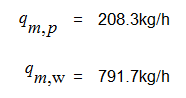 q_{m,p} = 208.3kg/h
q_{m,w} = 791.7kg/h